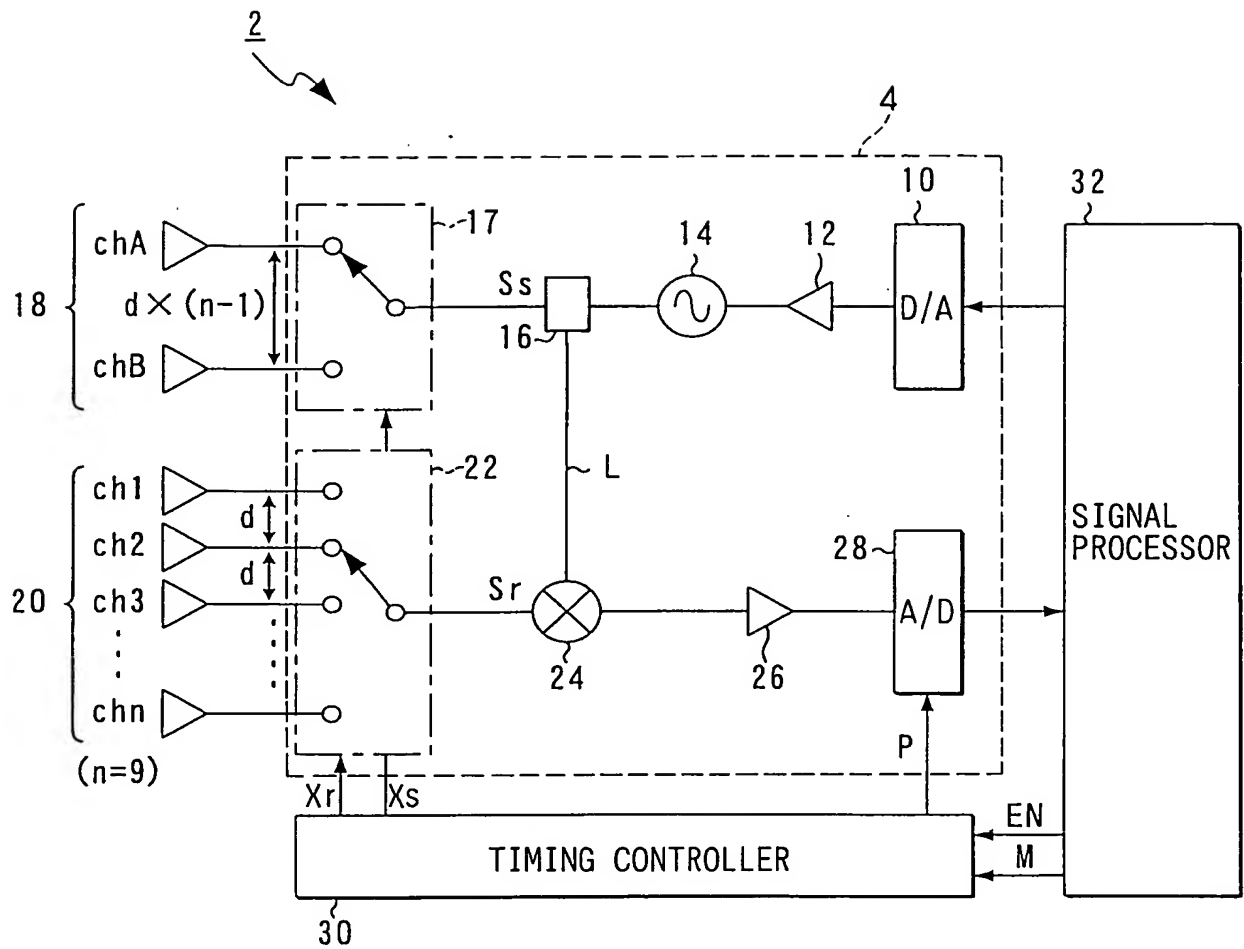 2
4
18
chA
d×(n-1)
chB
17
Ss
16
14
12
10
D/A
32
SIGNAL
PROCESSOR
20
ch1
d
ch2
d
ch3
chn
(n=9)
22
L
Sr
24
26
28
A/D
P
Xr
Xs
EN
M
TIMING CONTROLLER
30